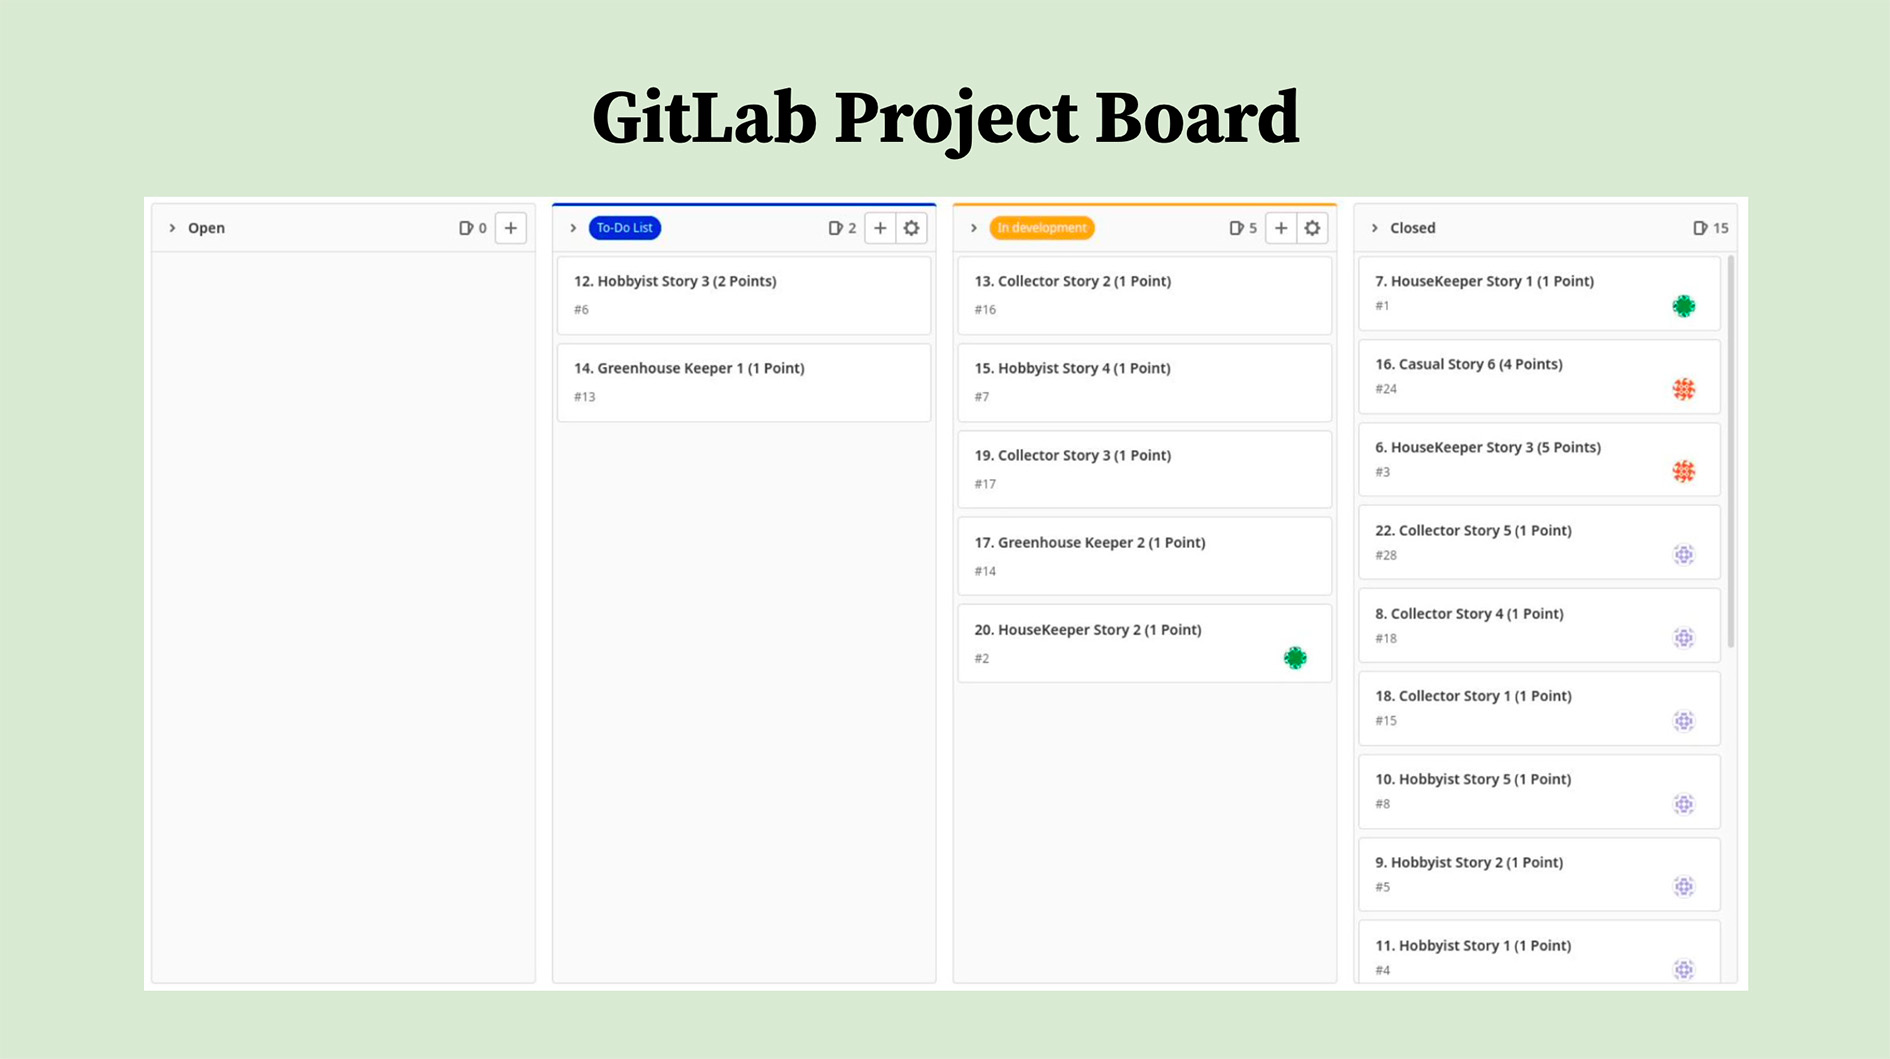 GitLab Project Board
Open
0
To-Do List
2
12. Hobbyist Story 3 (2 Points)
#6
14. Greenhouse Keeper 1 (1 Point)
#13
In development
5
13. Collector Story 2 (1 Point)
#16
15. Hobbyist Story 4 (1 Point)
#7
19. Collector Story 3 (1 Point)
#17
17. Greenhouse Keeper 2 (1 Point)
#14
20. HouseKeeper Story 2 (1 Point)
#2
Closed
15
7. HouseKeeper Story 1 (1 Point)
#1
16. Casual Story 6 (4 Points)
#24
6. HouseKeeper Story 3 (5 Points)
#3
22. Collector Story 5 (1 Point)
#28
8. Collector Story 4 (1 Point)
#18
18. Collector Story 1 (1 Point)
#15
10. Hobbyist Story 5 (1 Point)
#8
9. Hobbyist Story 2 (1 Point)
#5
11. Hobbyist Story 1 (1 Point)
#4